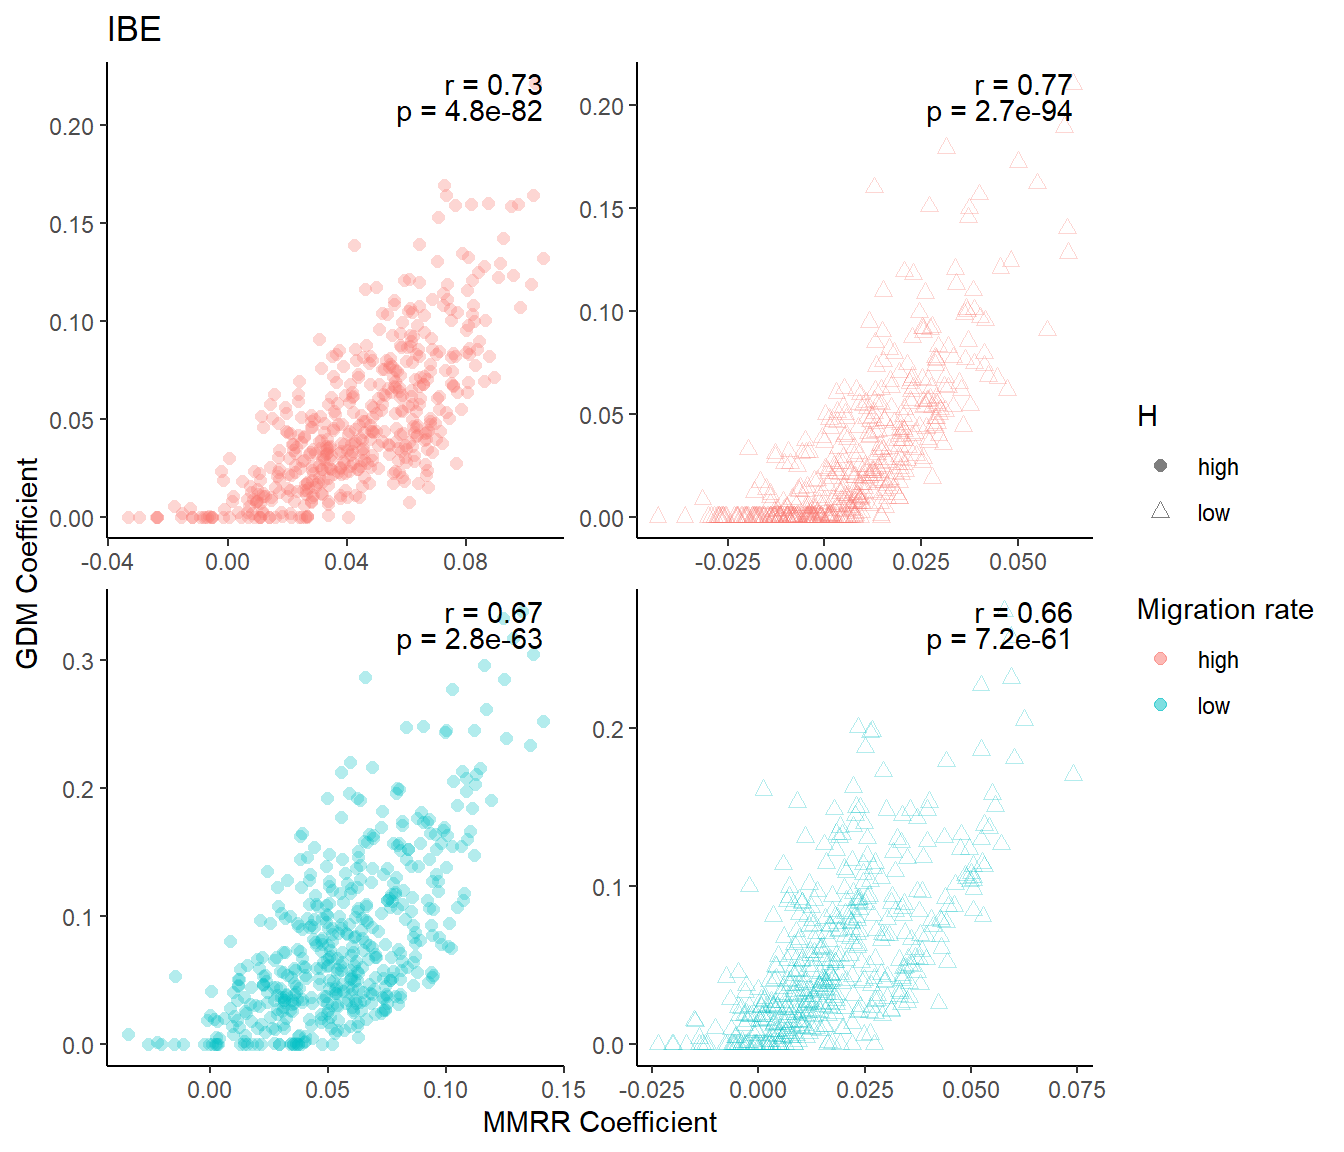 IBE
r = 0.73
p = 4.8e-82
r = 0.77
p = 2.7e-94
0.20
0.15
0.10
0.05
0.00
-0.04
0.00
0.04
0.08
0.20
0.15
0.10
0.05
0.00
-0.025
0.000
0.025
0.050
GDM Coefficient
r = 0.67
p = 2.8e-63
r = 0.66
p = 7.2e-61
0.3
0.2
0.1
0.0
0.00
0.05
0.10
0.15
0.2
0.1
0.0
-0.025
0.000
0.025
0.050
0.075
MMRR Coefficient
H
high
low
Migration rate
high
low